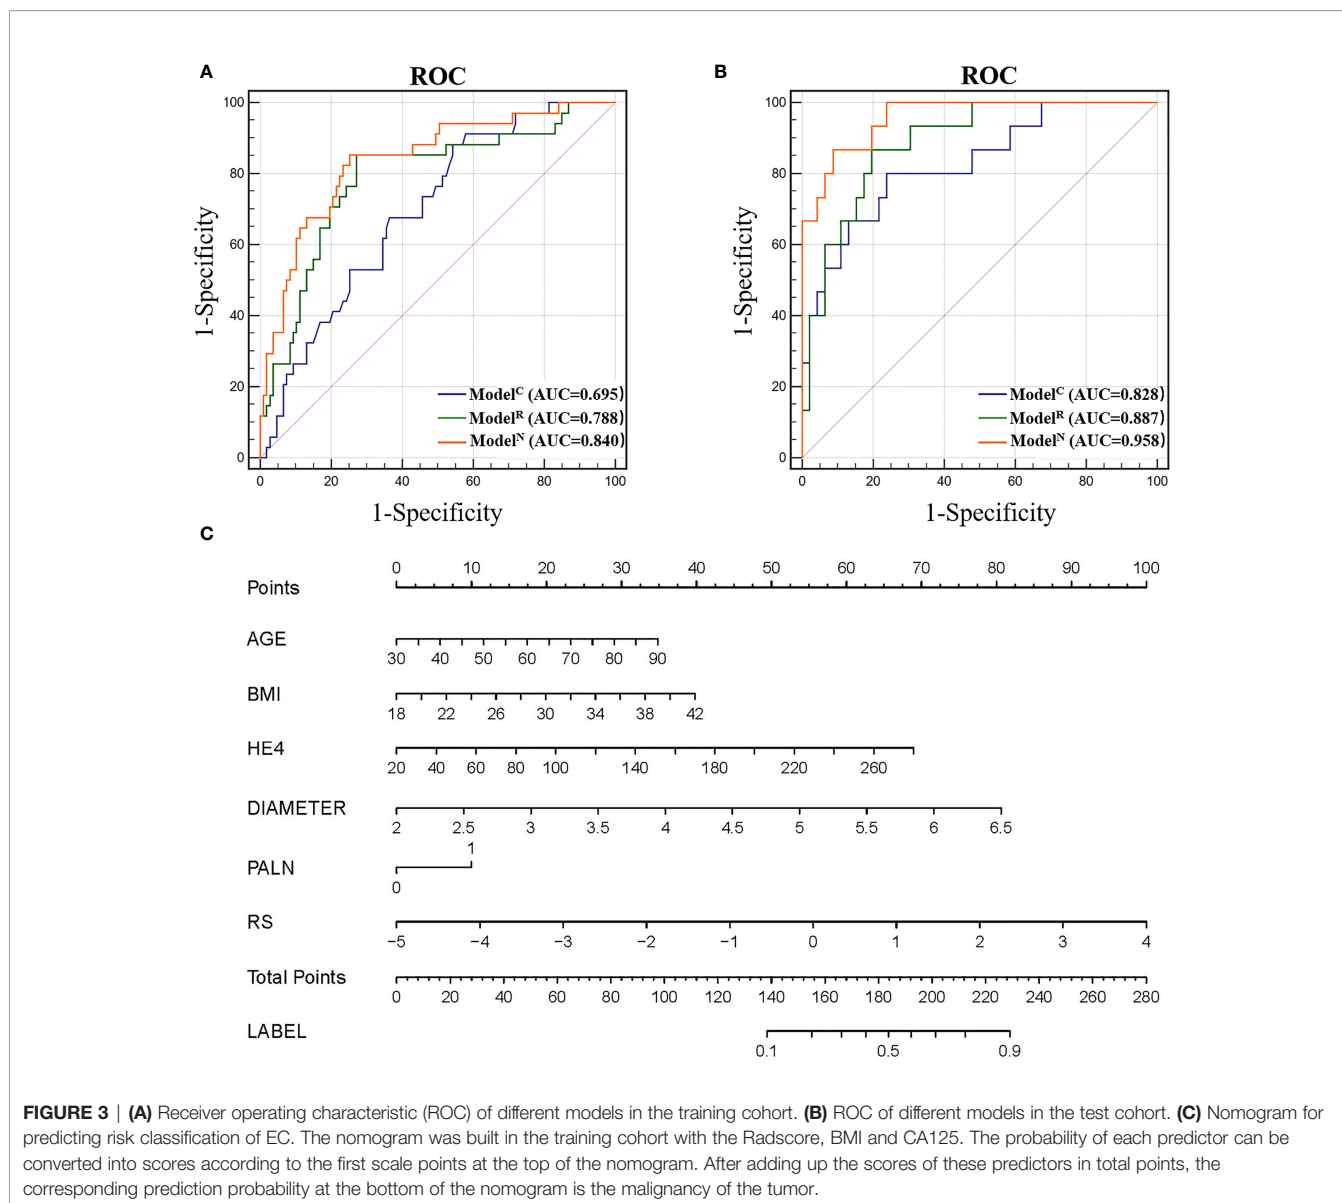 A
ROC
100
80
60
40
20
0
1-Specificity
Model^C (AUC=0.695)
Model^R (AUC=0.788)
Model^N (AUC=0.840)
0 20 40 60 80 100
1-Specificity
B
ROC
100
80
60
40
20
0
1-Specificity
Model^C (AUC=0.828)
Model^R (AUC=0.887)
Model^N (AUC=0.958)
0 20 40 60 80 100
1-Specificity
C
0 10 20 30 40 50 60 70 80 90 100
Points
AGE
30 40 50 60 70 80 90
BMI
18 22 26 30 34 38 42
HE4
20 40 60 80 100 140 180 220 260
DIAMETER
2 2.5 3 3.5 4 4.5 5 5.5 6 6.5
1
PALN
0
RS
−5 −4 −3 −2 −1 0 1 2 3 4
Total Points
0 20 40 60 80 100 120 140 160 180 200 220 240 260 280
LABEL
0.1 0.5 0.9
FIGURE 3 | (A) Receiver operating characteristic (ROC) of different models in the training cohort. (B) ROC of different models in the test cohort. (C) Nomogram for
predicting risk classification of EC. The nomogram was built in the training cohort with the Radscore, BMI and CA125. The probability of each predictor can be
converted into scores according to the first scale points at the top of the nomogram. After adding up the scores of these predictors in total points, the
corresponding prediction probability at the bottom of the nomogram is the malignancy of the tumor.